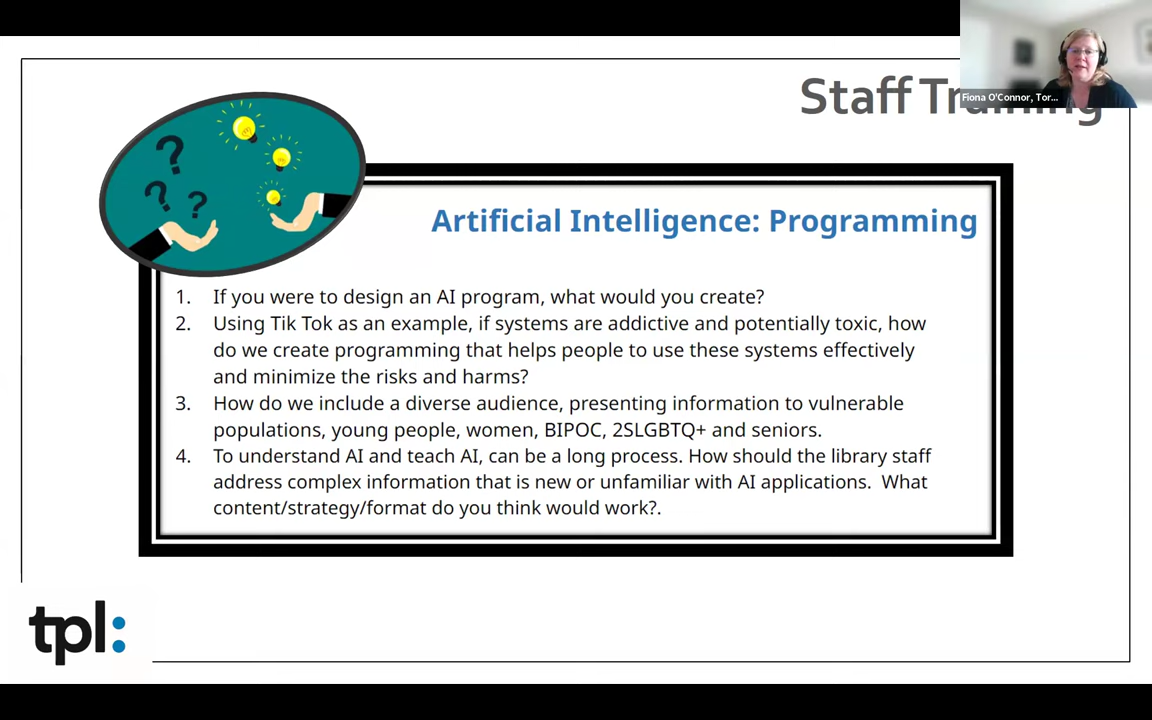 Staff Training
Fiona O'Connor, Tor...
Artificial Intelligence: Programming
1. If you were to design an AI program, what would you create?
2. Using Tik Tok as an example, if systems are addictive and potentially toxic, how
do we create programming that helps people to use these systems effectively
and minimize the risks and harms?
3. How do we include a diverse audience, presenting information to vulnerable
populations, young people, women, BIPOC, 2SLGBTQ+ and seniors.
4. To understand AI and teach AI, can be a long process. How should the library staff
address complex information that is new or unfamiliar with AI applications. What
content/strategy/format do you think would work?.
? ? ?
tpl: